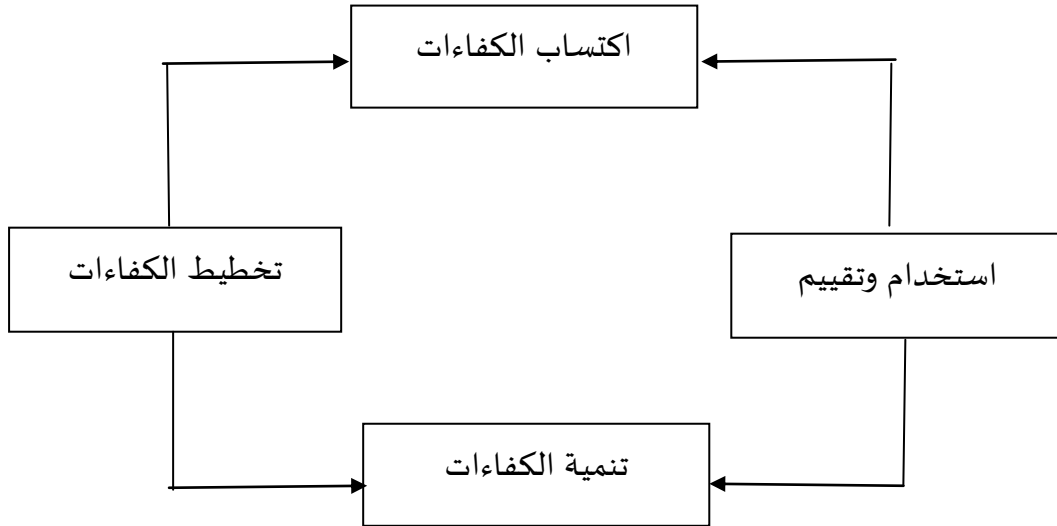 اكتساب الكفاءات
استخدام وتقييم
تخطيط الكفاءات
تنمية الكفاءات